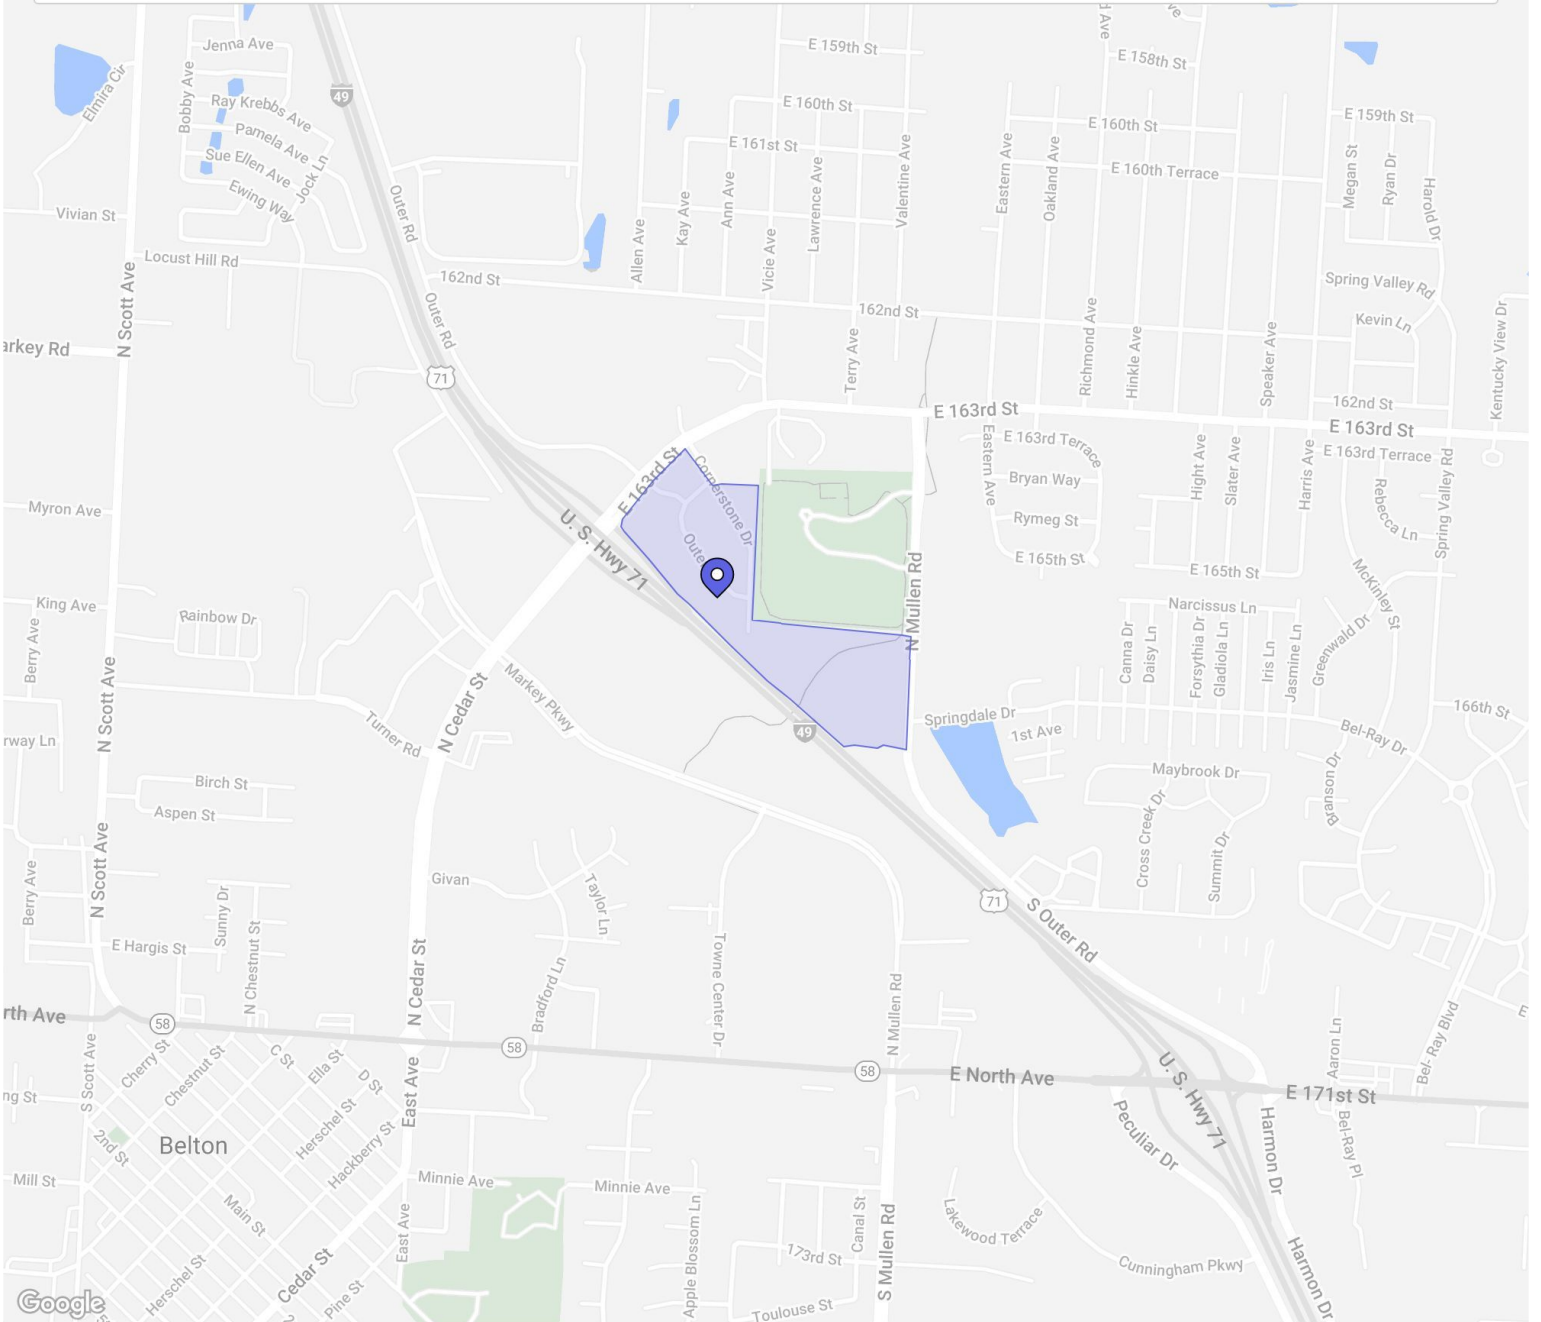 E 159th St
E 158th St
Jenna Ave
Elmira Cir
Bobby Ave
49
Ray Krebbs Ave
E 160th St
E 159th St
E 160th St
Pamela Ave
E 161st St
Sue Ellen Ave
Jock Ln
E 160th Terrace
Megan St
Ryan Dr
Harold Dr
Ewing Way
Outer Rd
Allen Ave
Kay Ave
Ann Ave
Vicie Ave
Lawrence Ave
Valentine Ave
Eastern Ave
Oakland Ave
Vivian St
Locust Hill Rd
162nd St
Spring Valley Rd
N Scott Ave
Outer Rd
162nd St
Kevin Ln
Kentucky View Dr
arkey Rd
71
Terry Ave
Richmond Ave
Hinkle Ave
Speaker Ave
162nd St
E 163rd St
E 163rd St
E 163rd Terrace
E 163rd Terrace
E 163rd St
Cornerstone Dr
Eastern Ave
Bryan Way
Hight Ave
Slater Ave
Harris Ave
Rebecca Ln
Spring Valley Rd
Myron Ave
Rymeg St
U. S. Hwy 71
Oute
E 165th St
E 165th St
McKinley St
King Ave
Rainbow Dr
N Mullen Rd
Narcissus Ln
Berry Ave
Canna Dr
Daisy Ln
Forsythia Dr
Gladiola Ln
Iris Ln
Jasmine Ln
Greenwald Dr
N Scott Ave
N Cedar St
Markey Pkwy
Springdale Dr
166th St
rway Ln
Turner Rd
49
1st Ave
Bel-Ray Dr
Birch St
Maybrook Dr
Branson Dr
Aspen St
Cross Creek Dr
Summit Dr
N Scott Ave
Berry Ave
Givan
Taylor Ln
71
Sunny Dr
S Outer Rd
E Hargis St
N Chestnut St
N Cedar St
Bradford Ln
Towne Center Dr
N Mullen Rd
rth Ave
58
58
58
E North Ave
U. S. Hwy 71
Aaron Ln
Bel- Ray Blvd
E
S Scott Ave
Cherry St
Chestnut St
C St
Ella St
D St
East Ave
E 171st St
ng St
2nd St
Belton
Herschel St
Hackberry St
Peculiar Dr
Harmon Dr
Bel-Ray Pl
Mill St
Minnie Ave
Minnie Ave
Main St
East Ave
Apple Blossom Ln
Canal St
S Mullen Rd
Lakewood Terrace
173rd St
Cunningham Pkwy
Harmon Dr
Herschel St
Cedar St
Pine St
Toulouse St
Google